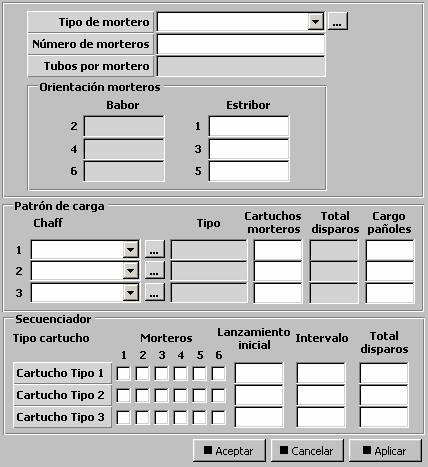 Tipo de mortero ...
Número de morteros
Tubos por mortero
Orientación morteros
Babor Estribor
2 1
4 3
6 5
Patrón de carga
Chaff Tipo Cartuchos morteros Total disparos Cargo pañoles
1 ...
2 ...
3 ...
Secuenciador
Tipo cartucho Morteros Lanzamiento inicial Intervalo Total disparos
1 2 3 4 5 6
Cartucho Tipo 1
Cartucho Tipo 2
Cartucho Tipo 3
Aceptar Cancelar Aplicar